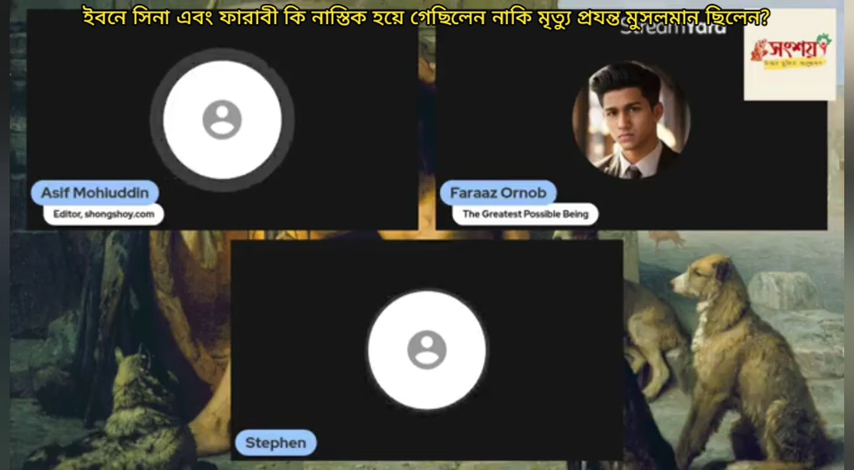 ইবনে সিনা এবং ফারাবী কি নাস্তিক হয়ে গেছিলেন নাকি মৃত্যু প্রযন্ত মুসলমান ছিলেন?
StreamYard
সংশয়
Asif Mohiuddin
Editor, shongshoy.com
Faraaz Ornob
The Greatest Possible Being
Stephen